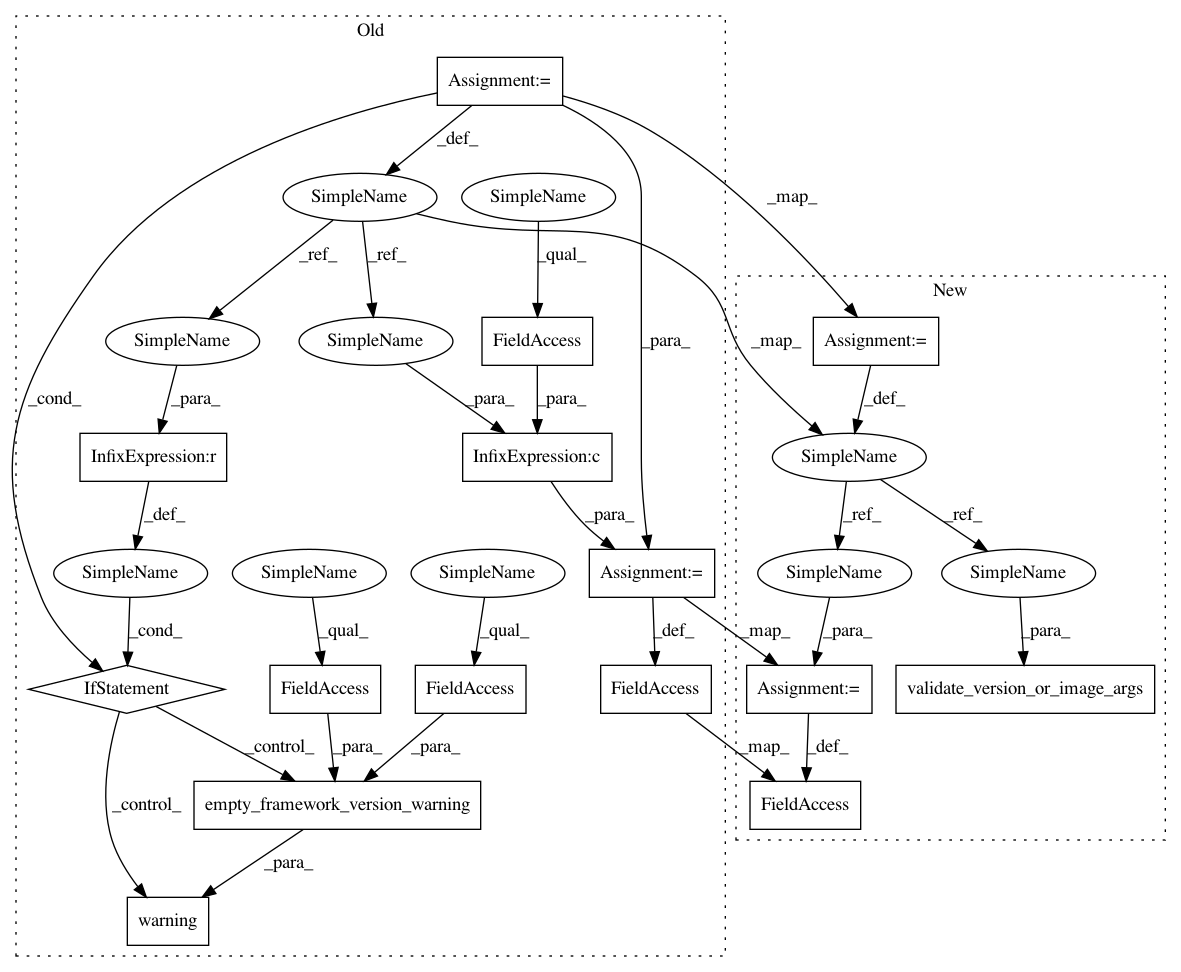 Old
Assignment:=
_def_
SimpleName
SimpleName
_map_
_ref_
_ref_
_qual_
New
SimpleName
SimpleName
FieldAccess
_para_
_map_
Assignment:=
_cond_
_para_
_para_
_para_
_def_
InfixExpression:r
InfixExpression:c
SimpleName
_def_
_para_
_ref_
_ref_
SimpleName
SimpleName
SimpleName
Assignment:=
SimpleName
SimpleName
_cond_
_qual_
_qual_
_def_
_map_
_para_
_para_
IfStatement
FieldAccess
FieldAccess
FieldAccess
Assignment:=
validate_version_or_image_args
_control_
_para_
_para_
_map_
_def_
_control_
empty_framework_version_warning
FieldAccess
_para_
warning